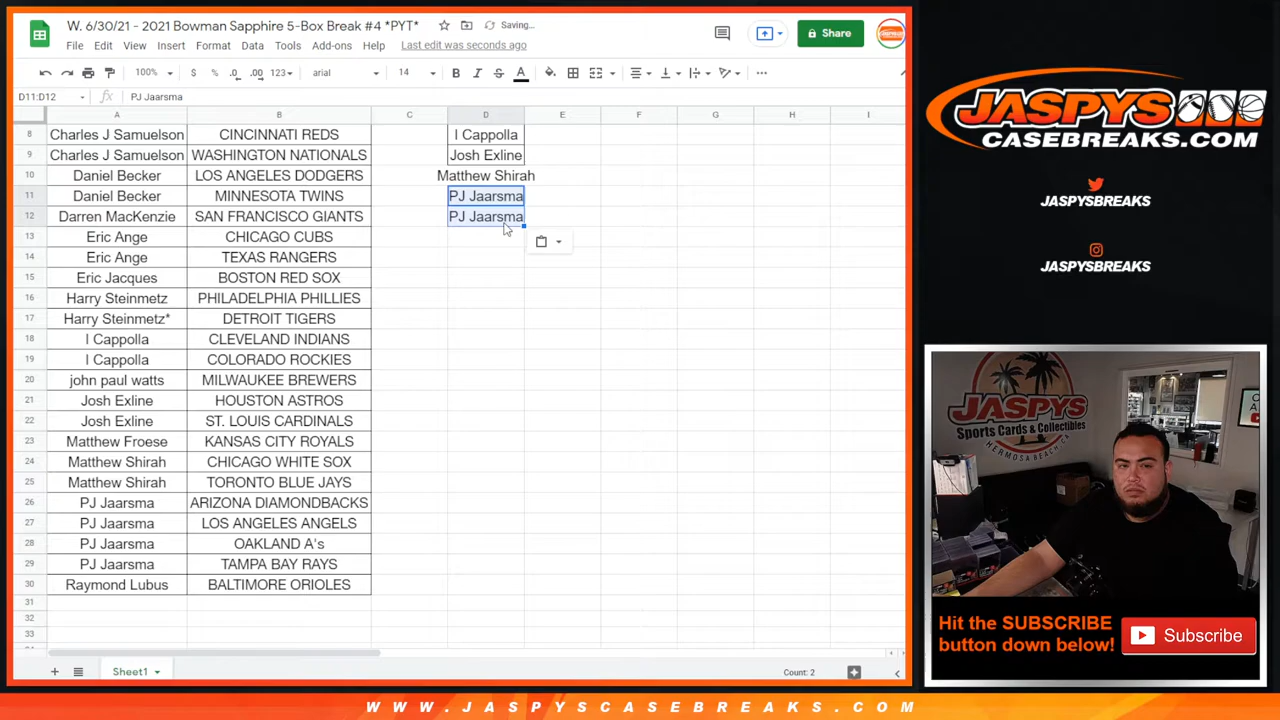 W. 6/30/21 - 2021 Bowman Sapphire 5-Box Break #4 *PYT* Saving...
File Edit View Insert Format Data Tools Add-ons Help Last edit was seconds ago
Share
100% $ % .0 .00 123 arial 14 B I S A
D11:D12 fx PJ Jaarsma
A B C D E F G H I
8 Charles J Samuelson CINCINNATI REDS I Cappolla
9 Charles J Samuelson WASHINGTON NATIONALS Josh Exline
10 Daniel Becker LOS ANGELES DODGERS Matthew Shirah
11 Daniel Becker MINNESOTA TWINS PJ Jaarsma
12 Darren MacKenzie SAN FRANCISCO GIANTS PJ Jaarsma
13 Eric Ange CHICAGO CUBS
14 Eric Ange TEXAS RANGERS
15 Eric Jacques BOSTON RED SOX
16 Harry Steinmetz PHILADELPHIA PHILLIES
17 Harry Steinmetz* DETROIT TIGERS
18 I Cappolla CLEVELAND INDIANS
19 I Cappolla COLORADO ROCKIES
20 john paul watts MILWAUKEE BREWERS
21 Josh Exline HOUSTON ASTROS
22 Josh Exline ST. LOUIS CARDINALS
23 Matthew Froese KANSAS CITY ROYALS
24 Matthew Shirah CHICAGO WHITE SOX
25 Matthew Shirah TORONTO BLUE JAYS
26 PJ Jaarsma ARIZONA DIAMONDBACKS
27 PJ Jaarsma LOS ANGELES ANGELS
28 PJ Jaarsma OAKLAND A's
29 PJ Jaarsma TAMPA BAY RAYS
30 Raymond Lubus BALTIMORE ORIOLES
31
32
33
Sheet1 Count: 2
JASPYS
CASEBREAKS.COM
JASPYSBREAKS
JASPYSBREAKS
JASPYS
Sports Cards & Collectibles
HERMOSA BEACH, CA
Hit the SUBSCRIBE
button down below!
Subscribe
WWW.JASPYSCASEBREAKS.COM